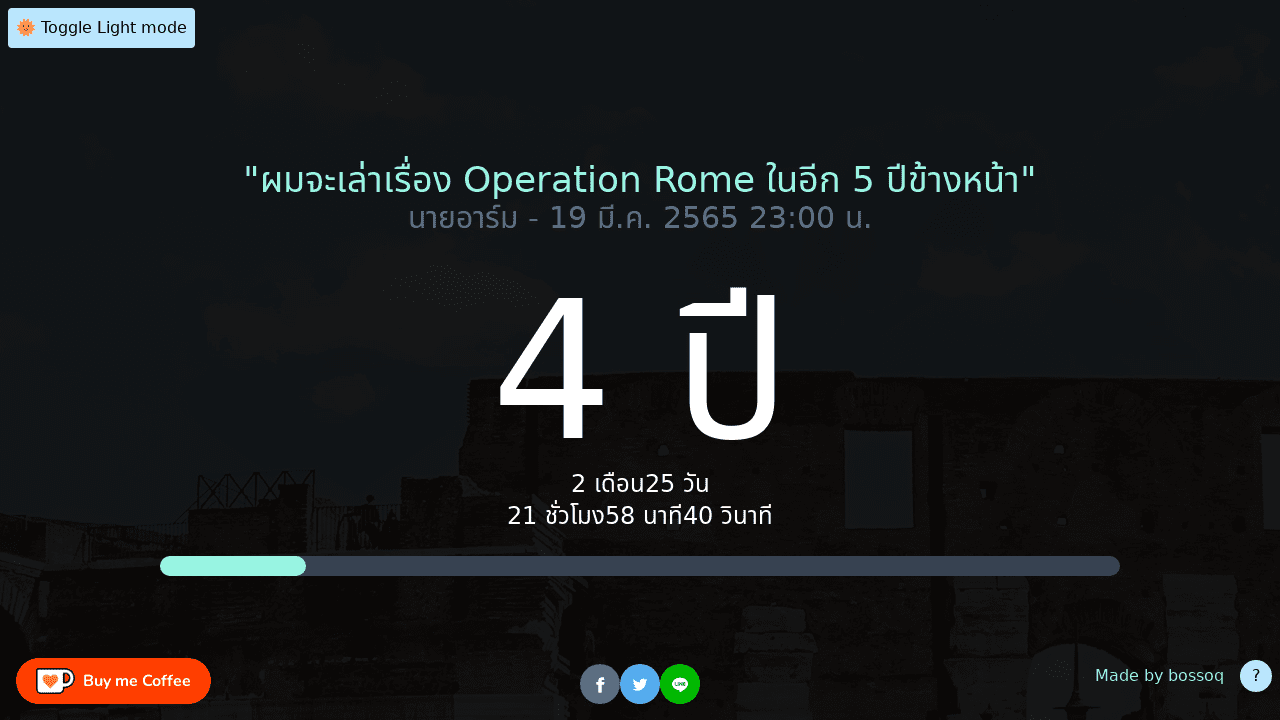 Toggle Light mode
"ผมจะเล่าเรื่อง Operation Rome ในอีก 5 ปีข้างหน้า"
นายอาร์ม - 19 มี.ค. 2565 23:00 น.
4 ปี
2 เดือน25 วัน
21 ชั่วโมง58 นาที40 วินาที
Buy me Coffee
LINE
Made by bossoq
?